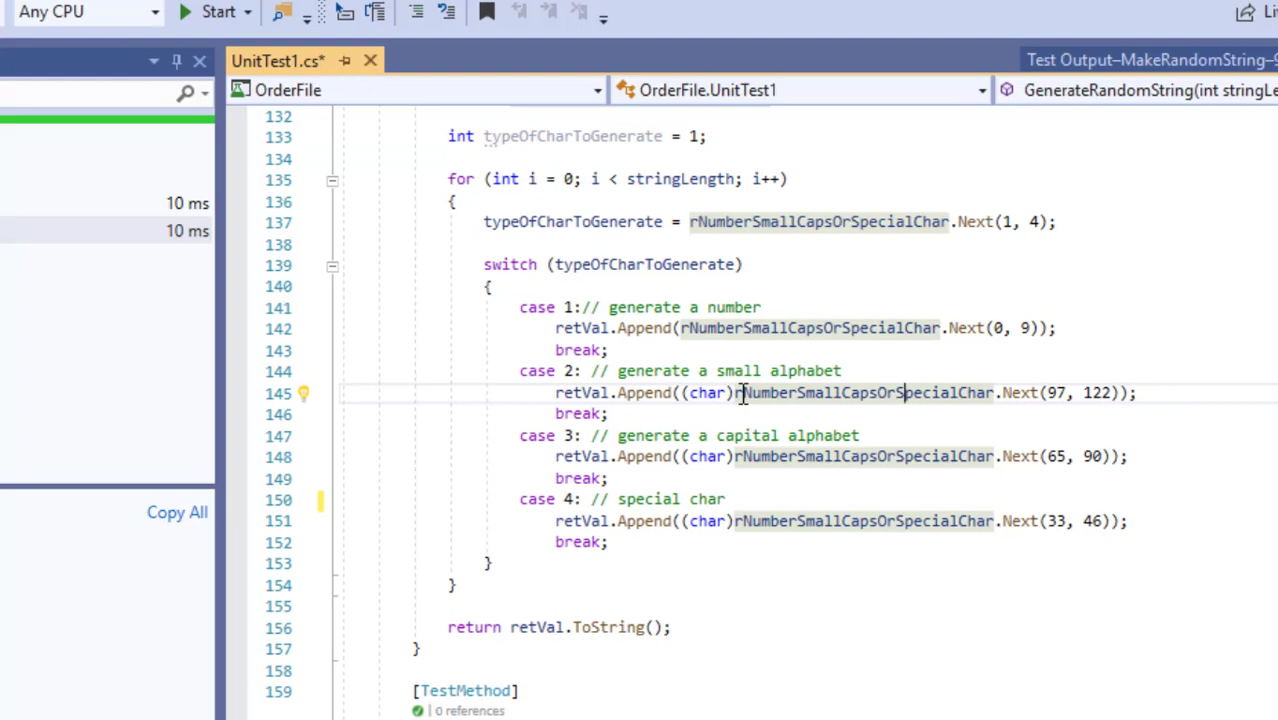 Any CPU Start Li
UnitTest1.cs* Test Output–MakeRandomString–
OrderFile OrderFile.UnitTest1 GenerateRandomString(int stringLe
132
133 int typeOfCharToGenerate = 1;
134
10 ms
10 ms
Copy All
135 for (int i = 0; i < stringLength; i++)
136 {
137 typeOfCharToGenerate = rNumberSmallCapsOrSpecialChar.Next(1, 4);
138
139 switch (typeOfCharToGenerate)
140 {
141 case 1:// generate a number
142 retVal.Append(rNumberSmallCapsOrSpecialChar.Next(0, 9));
143 break;
144 case 2: // generate a small alphabet
145 retVal.Append((char)rNumberSmallCapsOrSpecialChar.Next(97, 122));
146 break;
147 case 3: // generate a capital alphabet
148 retVal.Append((char)rNumberSmallCapsOrSpecialChar.Next(65, 90));
149 break;
150 case 4: // special char
151 retVal.Append((char)rNumberSmallCapsOrSpecialChar.Next(33, 46));
152 break;
153 }
154 }
155
156 return retVal.ToString();
157 }
158
159 [TestMethod]
0 references